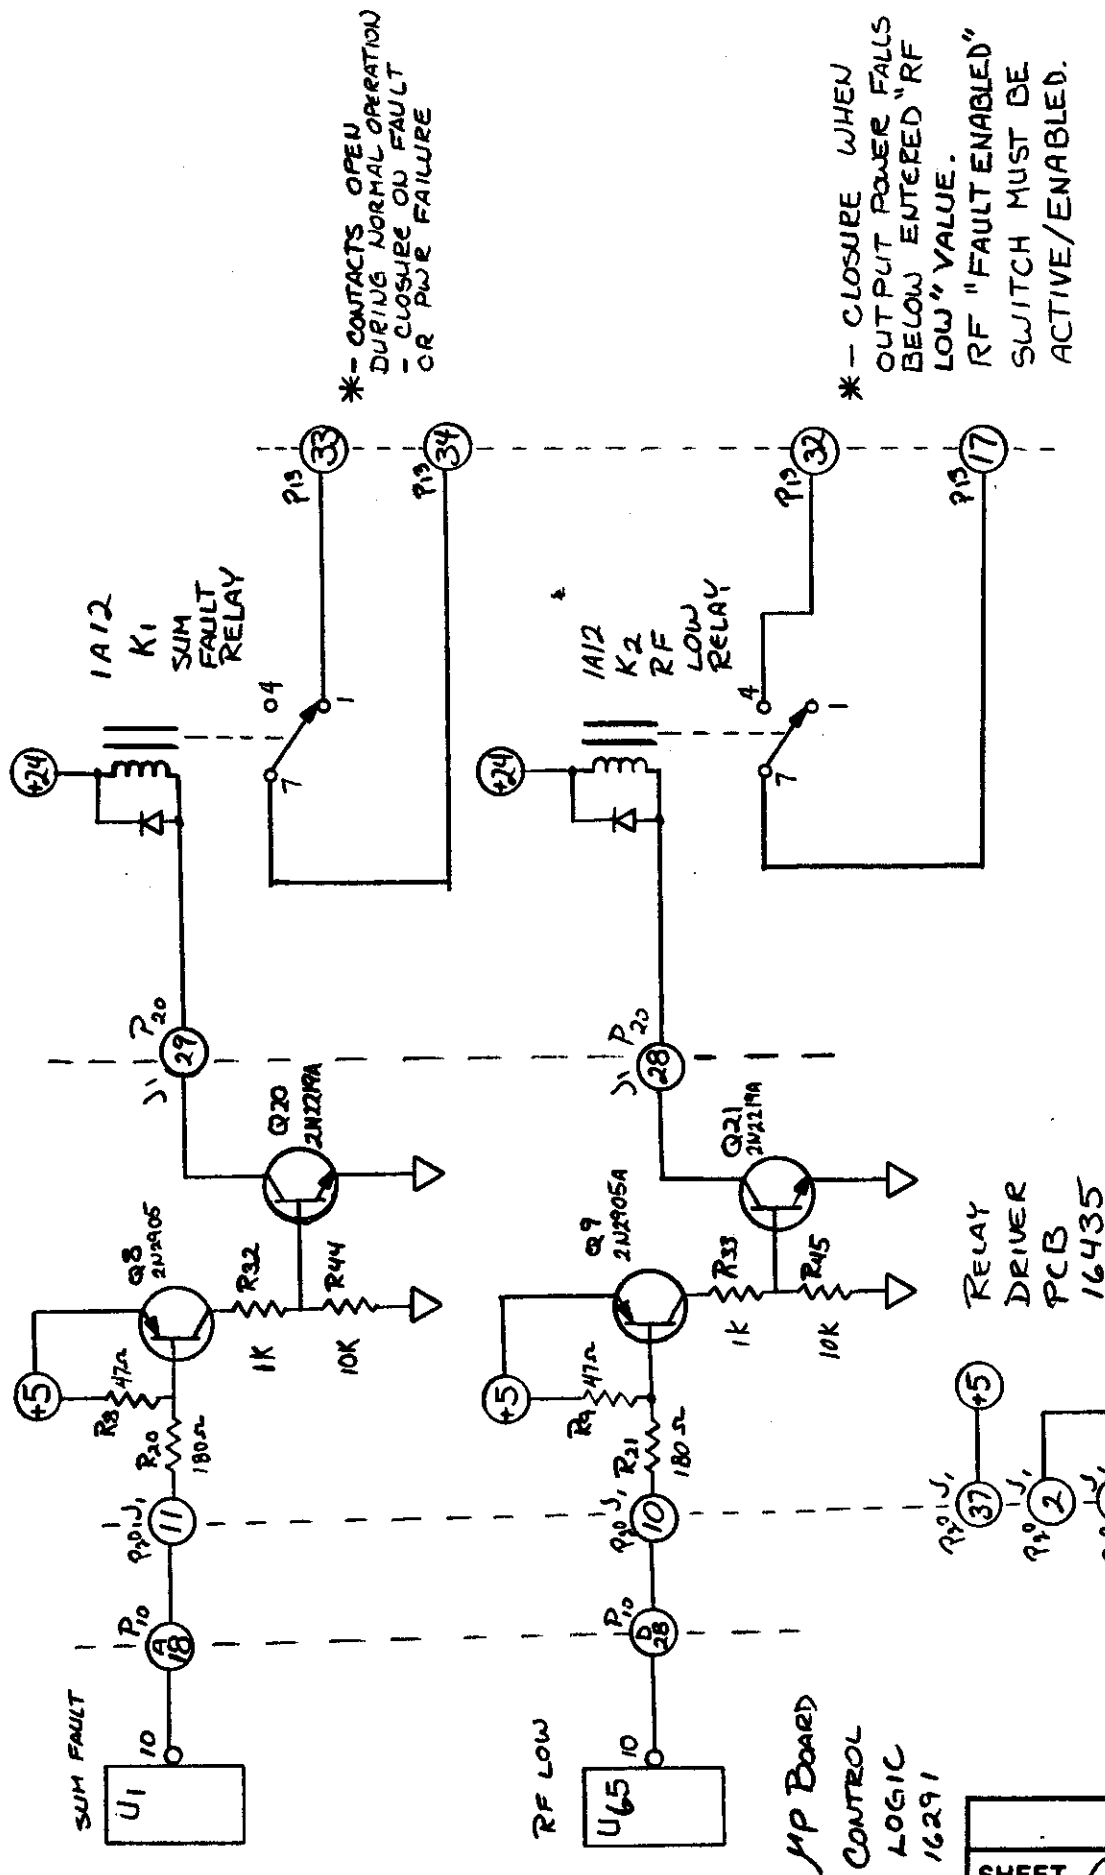 SUM FAULT
U1
10
A
18
P10
P20
J1
11
R20
180Ω
R8
47Ω
+5
Q8
2N2905
R32
1K
R44
10K
Q20
2N2219A
J1
P20
29
+24
1A12
K1
SUM
FAULT
RELAY
04
7
1
P13
33
P13
34
*- CONTACTS OPEN
DURING NORMAL OPERATION
- CLOSURE ON FAULT
OR PWR FAILURE
RF LOW
U65
10
D
28
P10
P20
J1
10
R21
180Ω
R9
47Ω
+5
Q9
2N2905A
R33
1K
R45
10K
Q21
2N2219A
J1
P20
28
+24
1A12
K2
RF
LOW
RELAY
4
7
1
P13
32
P13
17
*- CLOSURE WHEN
OUTPUT POWER FALLS
BELOW ENTERED "RF
LOW" VALUE.
RF "FAULT ENABLED"
SWITCH MUST BE
ACTIVE/ENABLED.
μP BOARD
CONTROL
LOGIC
16291
P20
J1
37
+5
P20
J1
2
RELAY
DRIVER
PCB
16435
SHEET